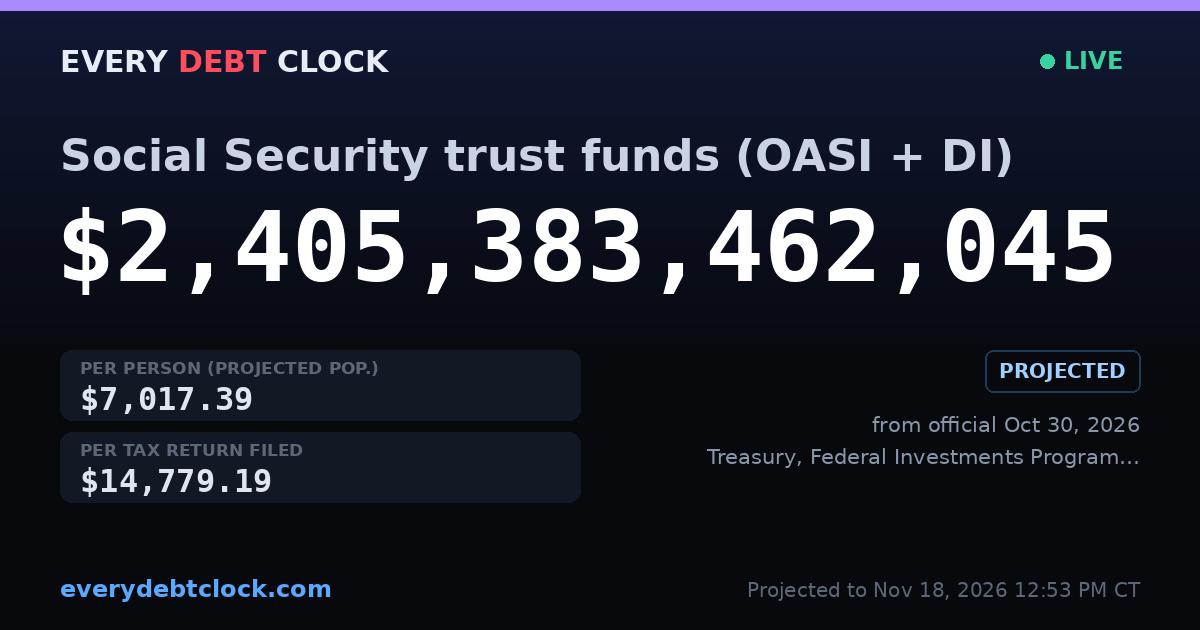 EVERY DEBT CLOCK
LIVE
Social Security trust funds (OASI + DI)
$2,405,383,462,045
PER PERSON (PROJECTED POP.)
$7,017.39
PER TAX RETURN FILED
$14,779.19
PROJECTED
from official Oct 30, 2026
Treasury, Federal Investments Program…
everydebtclock.com
Projected to Nov 18, 2026 12:53 PM CT